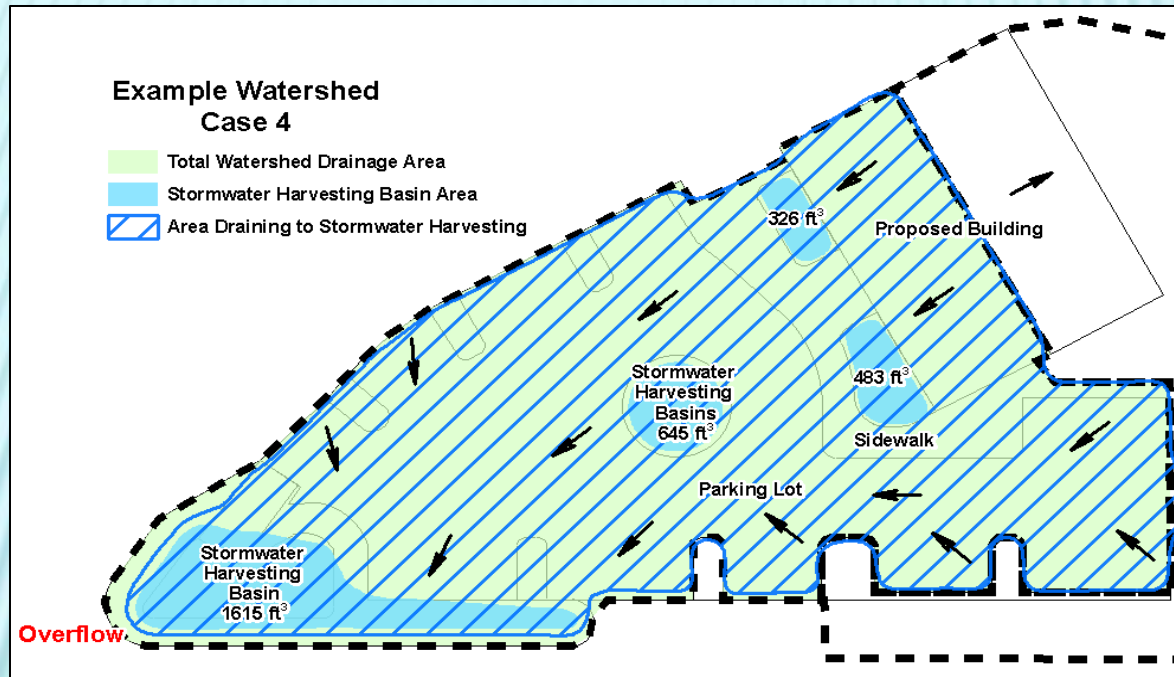 Example Watershed
Case 4
Total Watershed Drainage Area
Stormwater Harvesting Basin Area
Area Draining to Stormwater Harvesting
326 ft³
Proposed Building
483 ft³
Stormwater
Harvesting
Basins
645 ft³
Sidewalk
Parking Lot
Stormwater
Harvesting
Basin
1615 ft³
Overflow